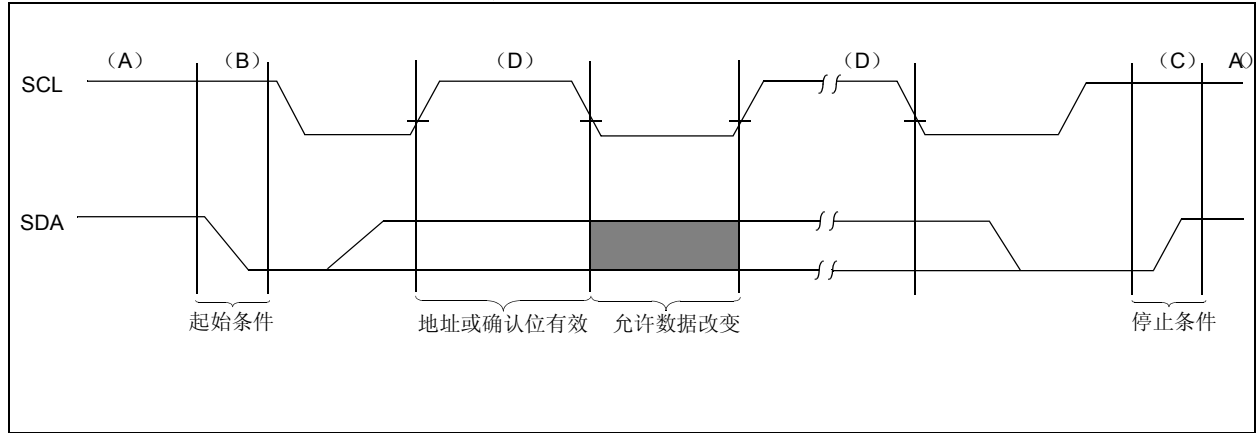 （A）
（B）
（D）
（D）
（C）
A（）
SCL
SDA
起始条件
地址或确认位有效
允许数据改变
停止条件